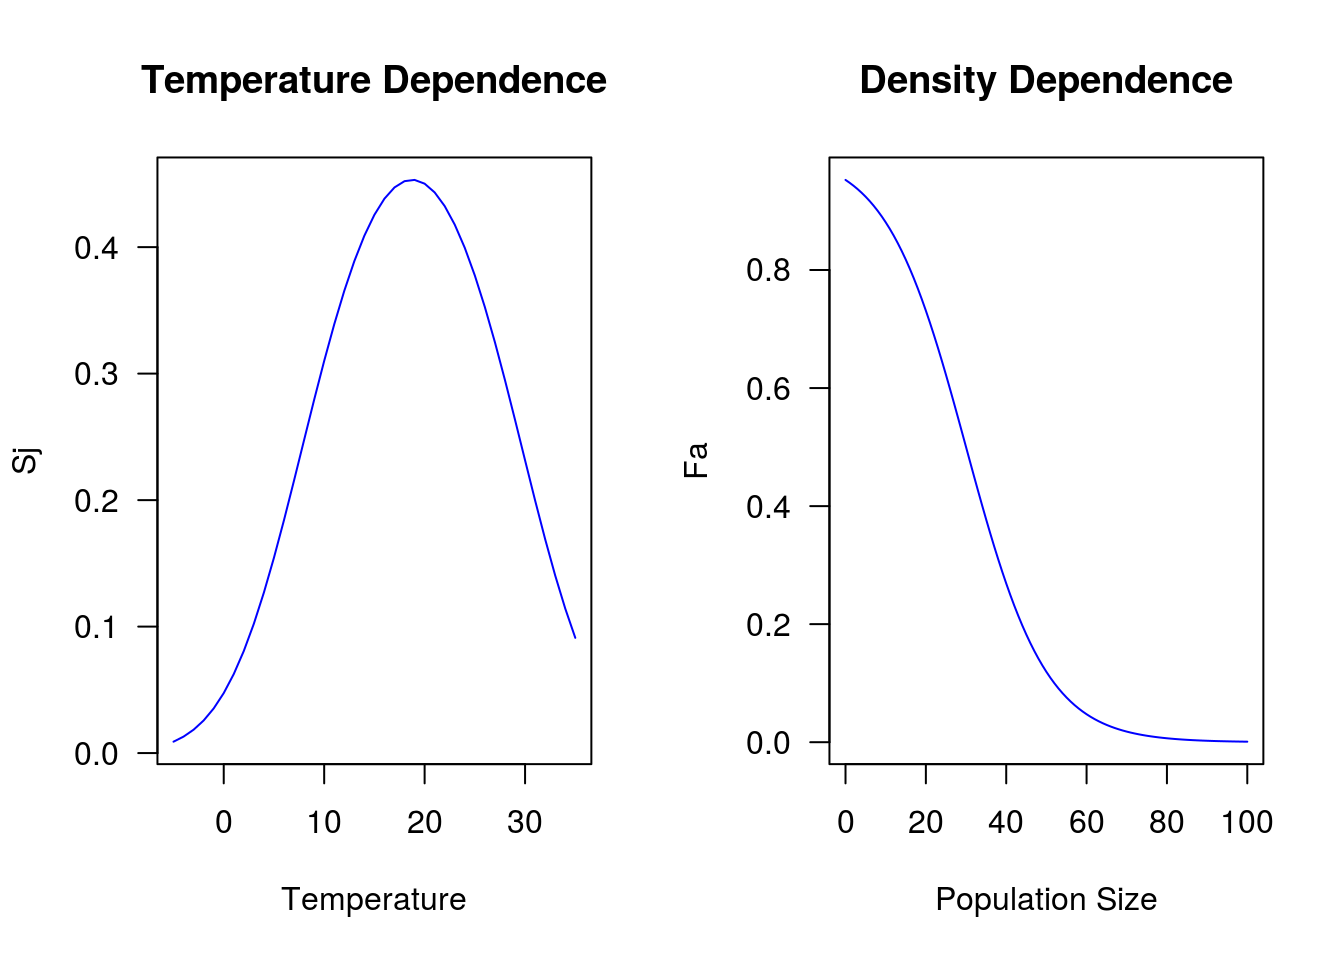 Temperature Dependence
Sj
0.4
0.3
0.2
0.1
0.0
0 10 20 30
Temperature
Density Dependence
Fa
0.8
0.6
0.4
0.2
0.0
0 20 40 60 80 100
Population Size